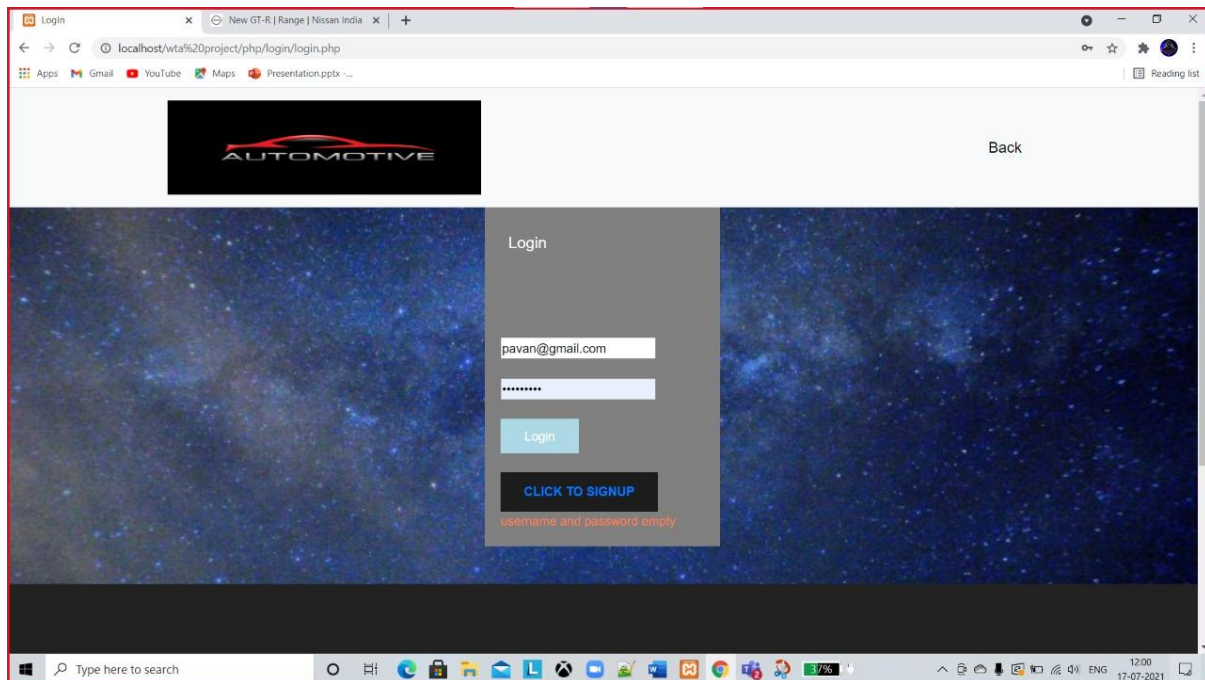 LogIn
New GT-R | Range | Nissan India
localhost/wta%20project/php/login/login.php
Apps Gmail YouTube Maps Presentation.pptx -... Reading list
AUTOMOTIVE
Back
Login
pavan@gmail.com
•••••••••
Login
CLICK TO SIGNUP
username and password empty
Type here to search
37%
ENG
12:00
17-07-2021